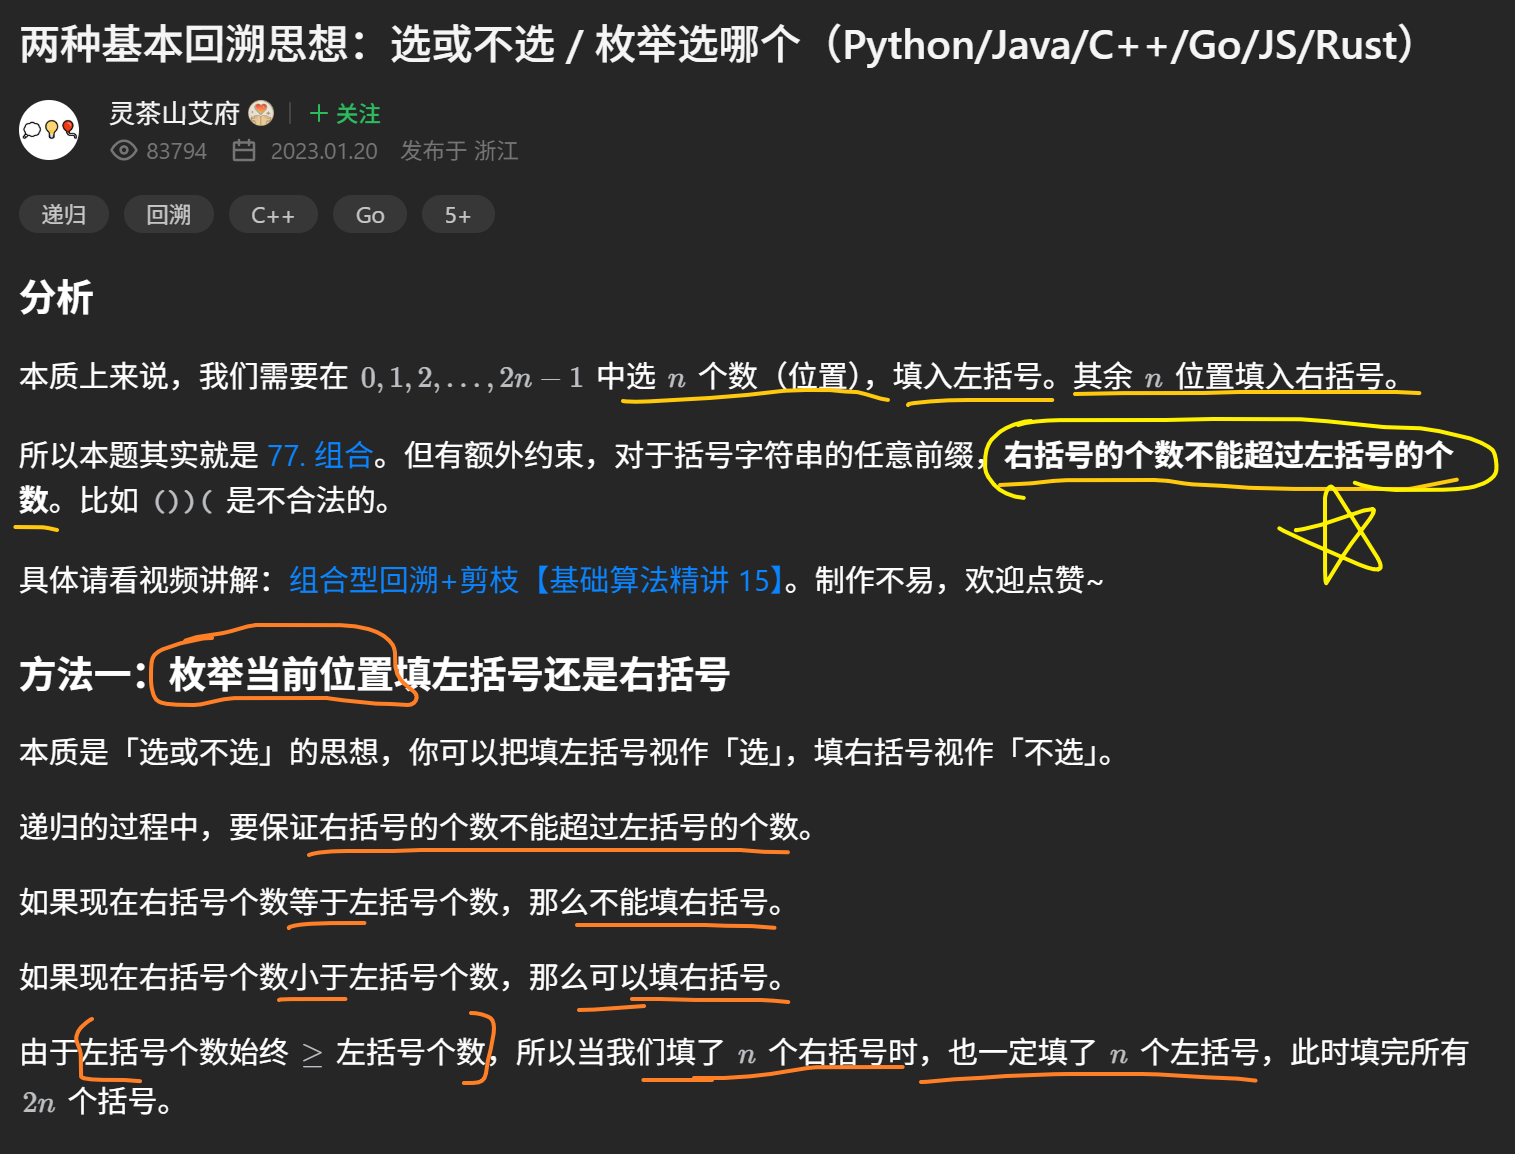 两种基本回溯思想：选或不选 / 枚举选哪个（Python/Java/C++/Go/JS/Rust）
灵茶山艾府 + 关注
83794 2023.01.20 发布于 浙江
递归 回溯 C++ Go 5+
分析
本质上来说，我们需要在 0,1,2,…,2n−1 中选 n 个数（位置），填入左括号。其余 n 位置填入右括号。
所以本题其实就是 77. 组合。但有额外约束，对于括号字符串的任意前缀，右括号的个数不能超过左括号的个
数。比如 ())( 是不合法的。
具体请看视频讲解：组合型回溯+剪枝【基础算法精讲 15】。制作不易，欢迎点赞~
方法一：枚举当前位置填左括号还是右括号
本质是「选或不选」的思想，你可以把填左括号视作「选」，填右括号视作「不选」。
递归的过程中，要保证右括号的个数不能超过左括号的个数。
如果现在右括号个数等于左括号个数，那么不能填右括号。
如果现在右括号个数小于左括号个数，那么可以填右括号。
由于左括号个数始终 ≥ 左括号个数，所以当我们填了 n 个右括号时，也一定填了 n 个左括号，此时填完所有
2n 个括号。